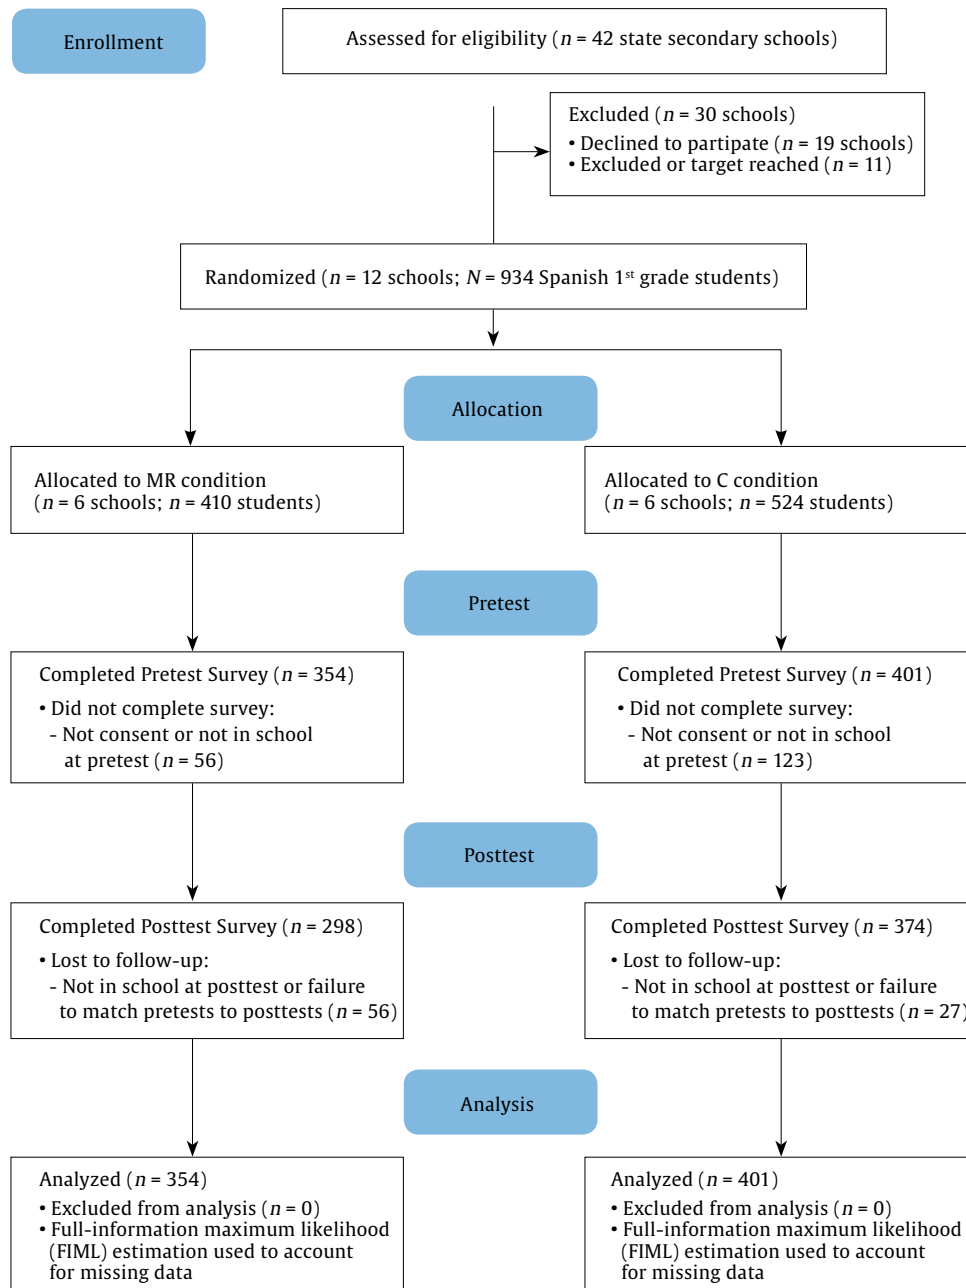 Enrollment
Assessed for eligibility (n = 42 state secondary schools)
Excluded (n = 30 schools)
• Declined to partipate (n = 19 schools)
• Excluded or target reached (n = 11)
Randomized (n = 12 schools; N = 934 Spanish 1st grade students)
Allocation
Allocated to MR condition
(n = 6 schools; n = 410 students)
Allocated to C condition
(n = 6 schools; n = 524 students)
Pretest
Completed Pretest Survey (n = 354)
• Did not complete survey:
- Not consent or not in school
at pretest (n = 56)
Completed Pretest Survey (n = 401)
• Did not complete survey:
- Not consent or not in school
at pretest (n = 123)
Posttest
Completed Posttest Survey (n = 298)
• Lost to follow-up:
- Not in school at posttest or failure
to match pretests to posttests (n = 56)
Completed Posttest Survey (n = 374)
• Lost to follow-up:
- Not in school at posttest or failure
to match pretests to posttests (n = 27)
Analysis
Analyzed (n = 354)
• Excluded from analysis (n = 0)
• Full-information maximum likelihood
(FIML) estimation used to account
for missing data
Analyzed (n = 401)
• Excluded from analysis (n = 0)
• Full-information maximum likelihood
(FIML) estimation used to account
for missing data